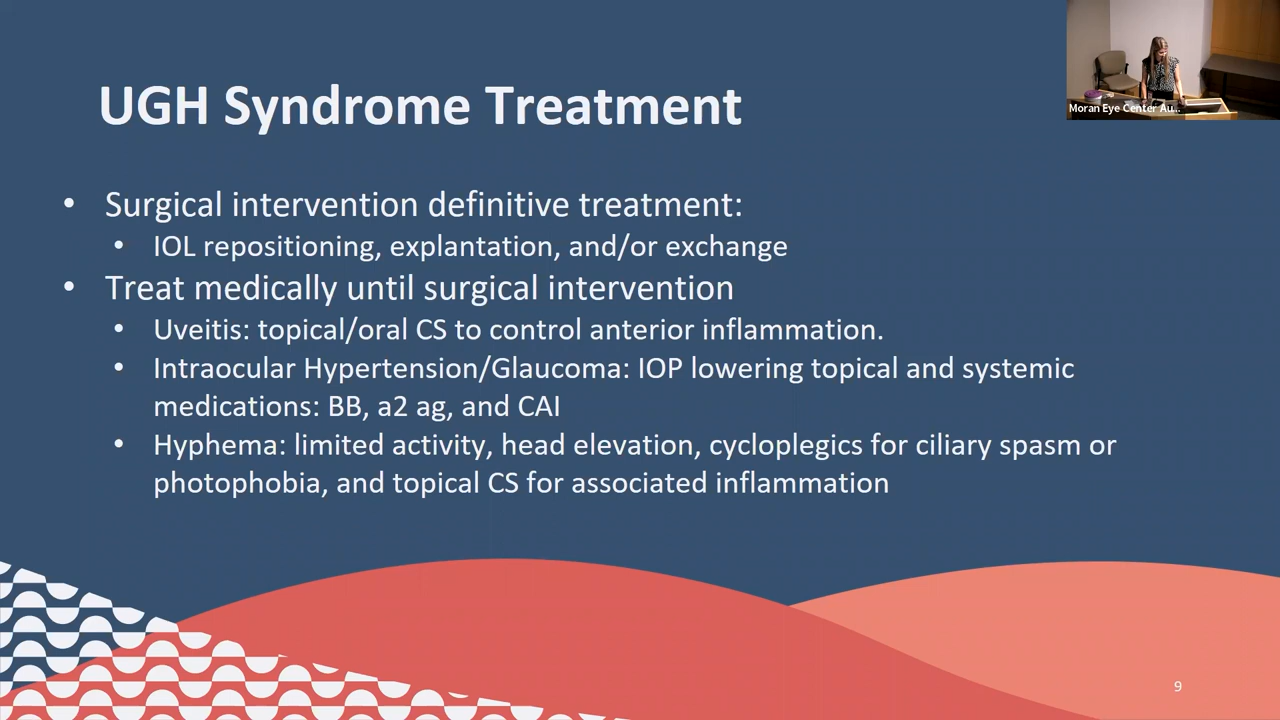 UGH Syndrome Treatment
Moran Eye Center Au...
• Surgical intervention definitive treatment:
• IOL repositioning, explantation, and/or exchange
• Treat medically until surgical intervention
• Uveitis: topical/oral CS to control anterior inflammation.
• Intraocular Hypertension/Glaucoma: IOP lowering topical and systemic
medications: BB, a2 ag, and CAI
• Hyphema: limited activity, head elevation, cycloplegics for ciliary spasm or
photophobia, and topical CS for associated inflammation
9